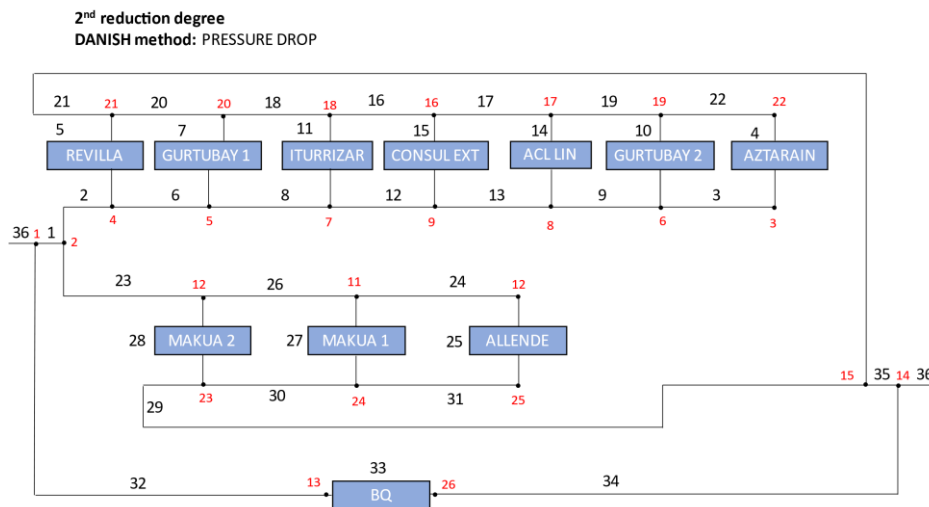 2nd reduction degree
DANISH method: PRESSURE DROP
21 21 20 20 18 18 16 16 17 17 19 19 22 22
5 7 11 15 14 10 4
REVILLA GURTUBAY 1 ITURRIZAR CONSUL EXT ACL LIN GURTUBAY 2 AZTARAIN
2 6 8 12 13 9 3
4 5 7 9 8 6 3
36 1 1 2
23 12 26 11 24 12
28 MAKUA 2 27 MAKUA 1 25 ALLENDE
15 35 14 36
29 23 30 24 31 25
33
32 13 BQ 26 34